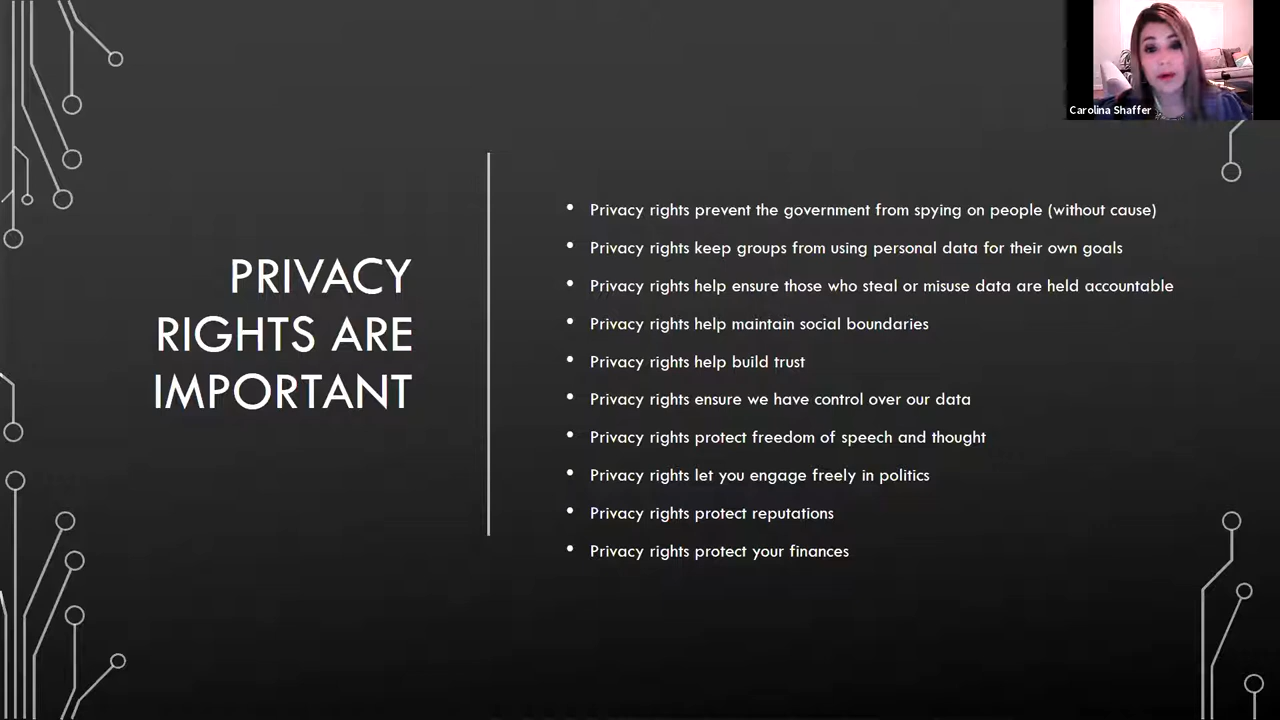 Carolina Shaffer
PRIVACY
RIGHTS ARE
IMPORTANT
• Privacy rights prevent the government from spying on people (without cause)
• Privacy rights keep groups from using personal data for their own goals
• Privacy rights help ensure those who steal or misuse data are held accountable
• Privacy rights help maintain social boundaries
• Privacy rights help build trust
• Privacy rights ensure we have control over our data
• Privacy rights protect freedom of speech and thought
• Privacy rights let you engage freely in politics
• Privacy rights protect reputations
• Privacy rights protect your finances